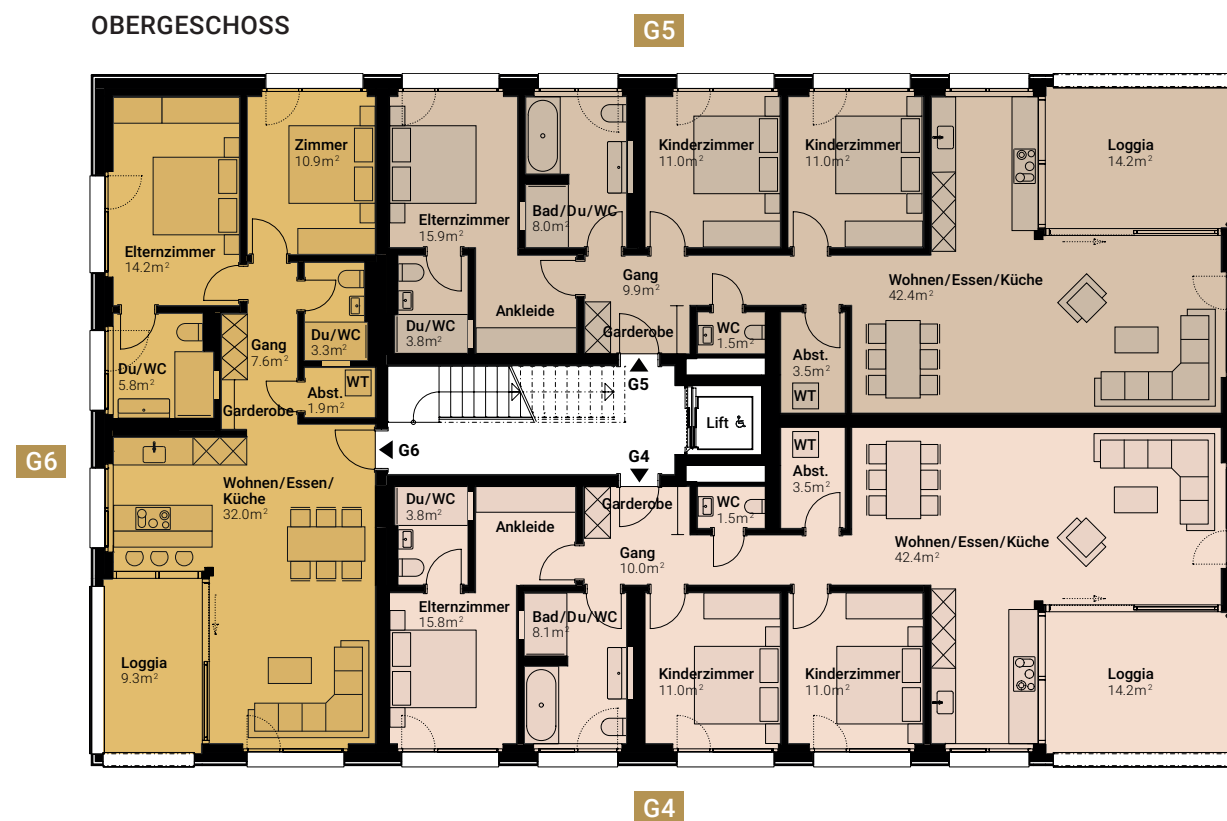 OBERGESCHOSS
G5
Zimmer
10.9m²
Elternzimmer
14.2m²
Du/WC
5.8m²
Gang
7.6m²
Du/WC
3.3m²
Abst.
1.9m²
WT
Garderobe
Elternzimmer
15.9m²
Bad/Du/WC
8.0m²
Kinderzimmer
11.0m²
Kinderzimmer
11.0m²
Loggia
14.2m²
Du/WC
3.8m²
Ankleide
Gang
9.9m²
Garderobe
WC
1.5m²
Abst.
3.5m²
WT
Wohnen/Essen/Küche
42.4m²
G5
Lift
G6
G4
G6
Wohnen/Essen/
Küche
32.0m²
Loggia
9.3m²
Du/WC
3.8m²
Ankleide
Garderobe
Gang
10.0m²
WC
1.5m²
WT
Abst.
3.5m²
Wohnen/Essen/Küche
42.4m²
Elternzimmer
15.8m²
Bad/Du/WC
8.1m²
Kinderzimmer
11.0m²
Kinderzimmer
11.0m²
Loggia
14.2m²
G4